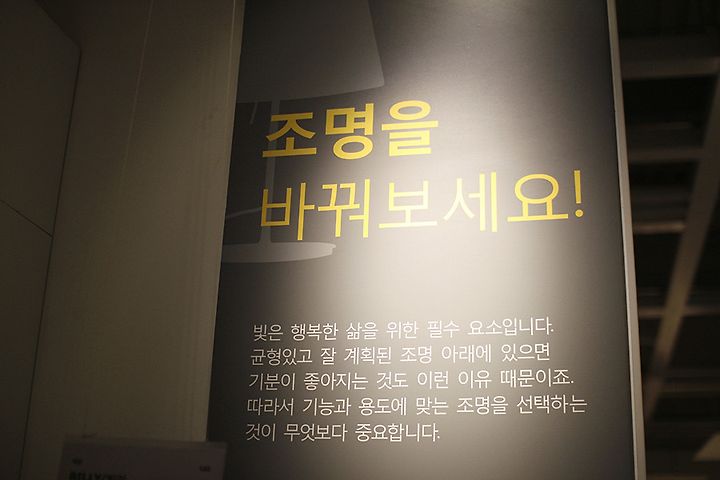 조명을
바꿔보세요!
빛은 행복한 삶을 위한 필수 요소입니다.
균형있고 잘 계획된 조명 아래에 있으면
기분이 좋아지는 것도 이런 이유 때문이죠.
따라서 기능과 용도에 맞는 조명을 선택하는
것이 무엇보다 중요합니다.